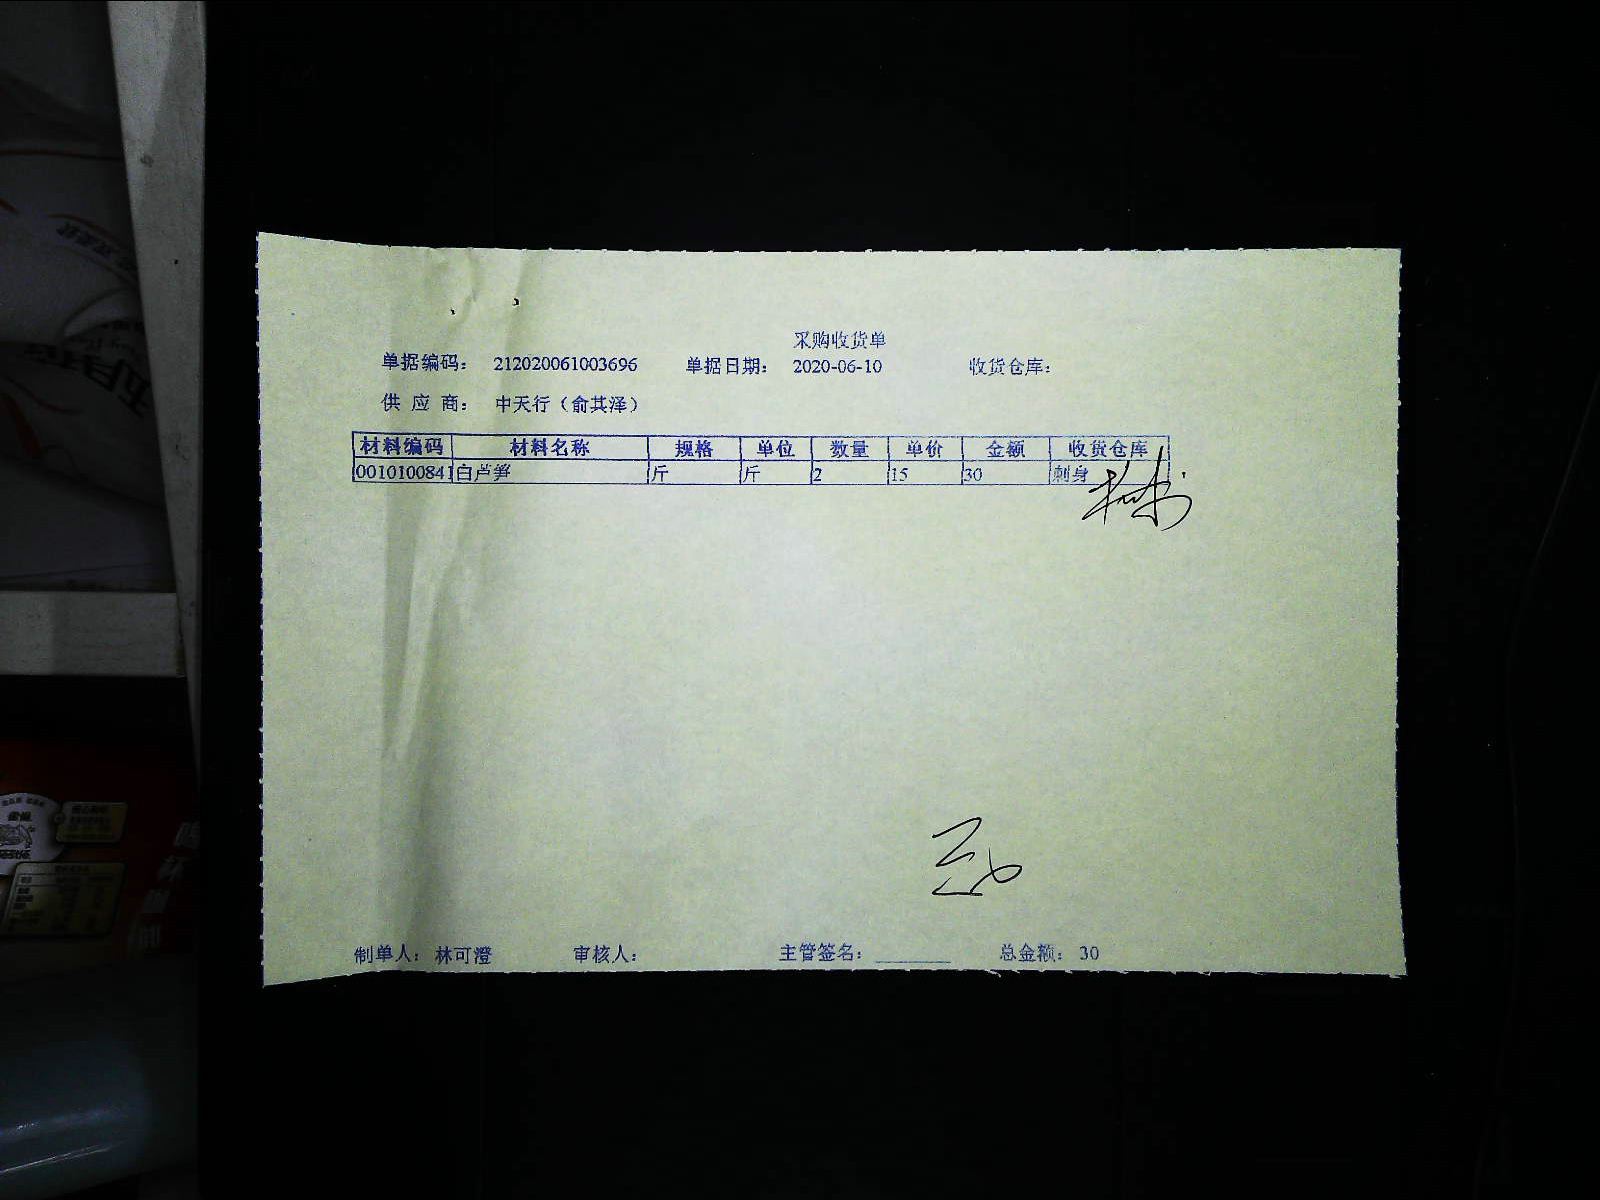 采购收货单
单据编码： 212020061003696 单据日期： 2020-06-10 收货仓库：
供 应 商： 中天行（俞其泽）
材料编码 材料名称 规格 单位 数量 单价 金额 收货仓库
0010100841 白芦笋 斤 斤 2 15 30 刺身
制单人： 林可澄 审核人： 主管签名： ______ 总金额： 30